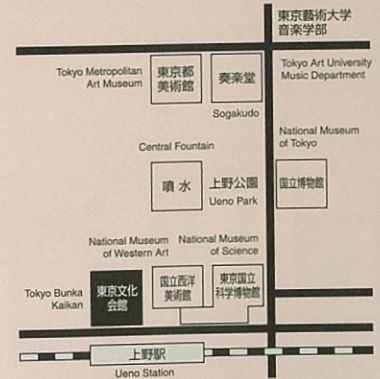 東京藝術大学
音楽学部
Tokyo Art University
Music Department
Tokyo Metropolitan
Art Museum
東京都
美術館
奏楽堂
Sogakudo
National Museum
of Tokyo
国立博物館
Central Fountain
噴水
上野公園
Ueno Park
National Museum
of Western Art
National Museum
of Science
Tokyo Bunka
Kaikan
東京文化
会館
国立西洋
美術館
東京国立
科学博物館
上野駅
Ueno Station